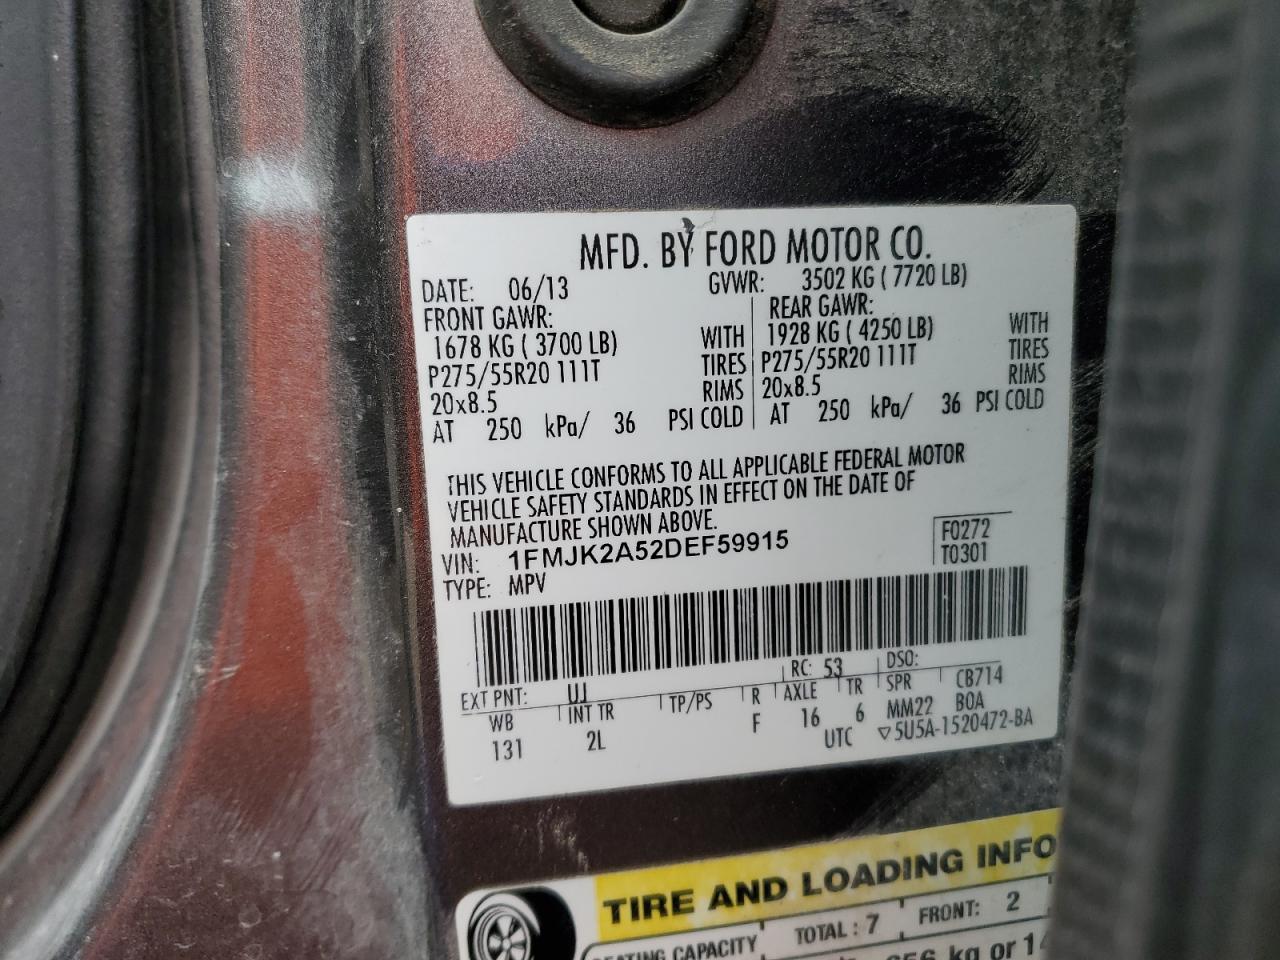 MFD. BY FORD MOTOR CO.
DATE: 06/13 GVWR: 3502 KG ( 7720 LB)
FRONT GAWR: REAR GAWR:
1678 KG ( 3700 LB) WITH 1928 KG ( 4250 LB) WITH
P275/55R20 111T TIRES P275/55R20 111T TIRES
20x8.5 RIMS 20x8.5 RIMS
AT 250 kPa/ 36 PSI COLD AT 250 kPa/ 36 PSI COLD
THIS VEHICLE CONFORMS TO ALL APPLICABLE FEDERAL MOTOR
VEHICLE SAFETY STANDARDS IN EFFECT ON THE DATE OF
MANUFACTURE SHOWN ABOVE.
VIN: 1FMJK2A52DEF59915 F0272
TYPE: MPV T0301
EXT PNT: UJ RC: 53 DSO:
WB INT TR TP/PS R AXLE TR SPR CB714
131 2L F 16 6 MM22 BOA
UTC ▽5U5A-1520472-BA
TIRE AND LOADING INFO
SEATING CAPACITY TOTAL : 7 FRONT: 2
kg or